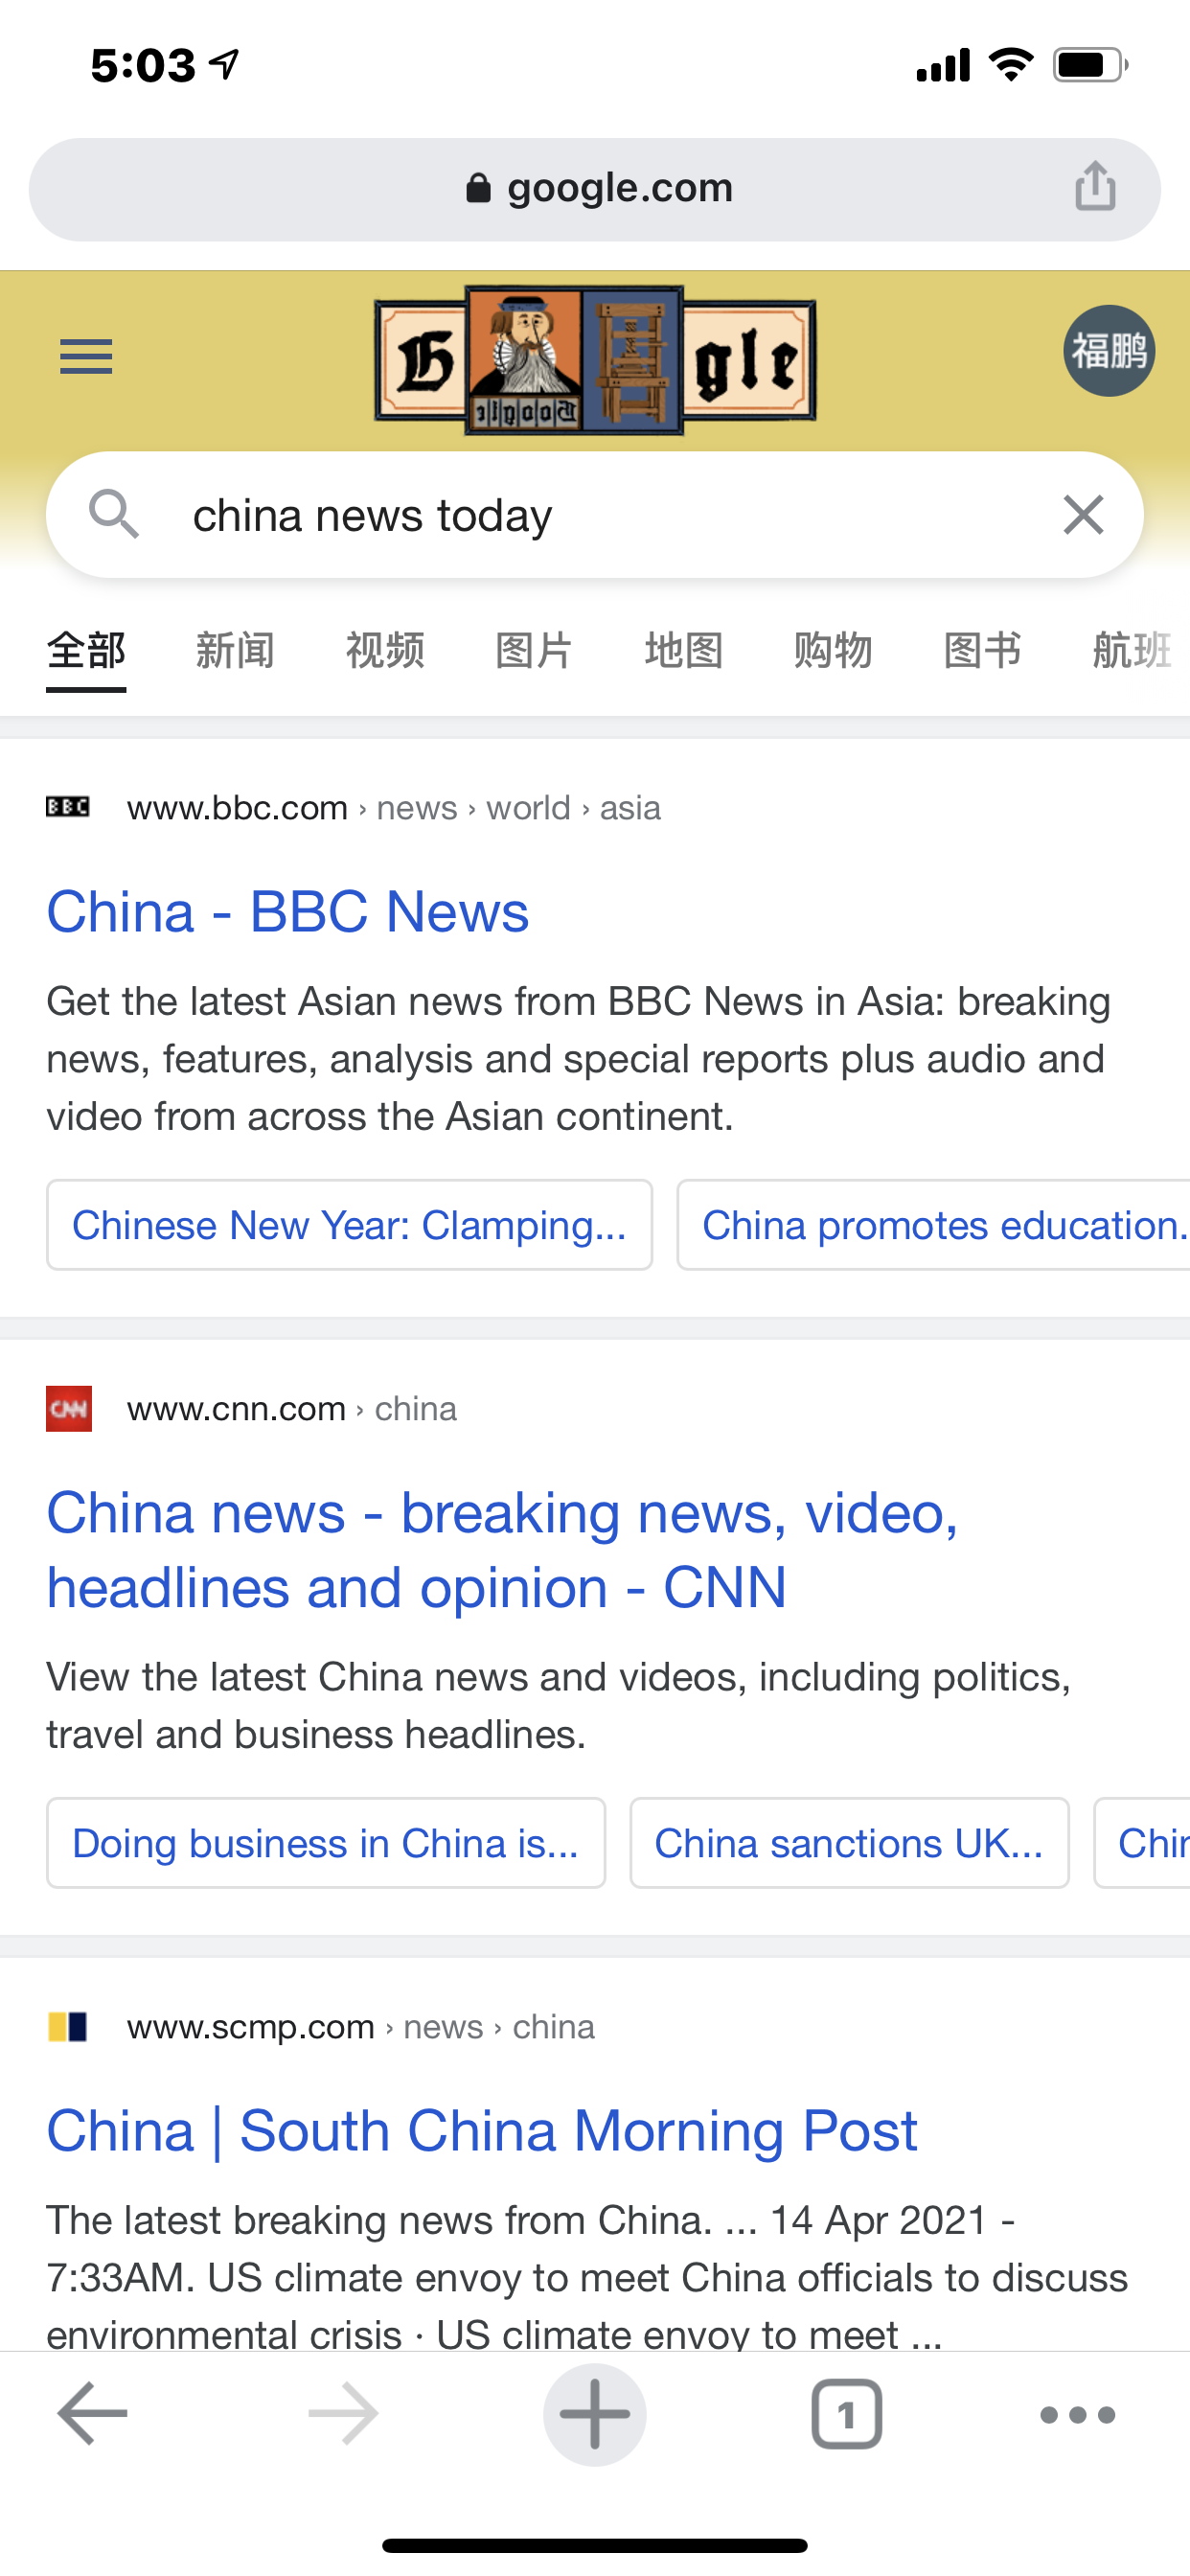 5:03
google.com
G gle
Google
福鹏
china news today
全部 新闻 视频 图片 地图 购物 图书 航班
BBC www.bbc.com › news › world › asia
China - BBC News
Get the latest Asian news from BBC News in Asia: breaking
news, features, analysis and special reports plus audio and
video from across the Asian continent.
Chinese New Year: Clamping... China promotes education.
CNN www.cnn.com › china
China news - breaking news, video,
headlines and opinion - CNN
View the latest China news and videos, including politics,
travel and business headlines.
Doing business in China is... China sanctions UK... Chin
www.scmp.com › news › china
China | South China Morning Post
The latest breaking news from China. ... 14 Apr 2021 -
7:33AM. US climate envoy to meet China officials to discuss
environmental crisis · US climate envoy to meet ...
1